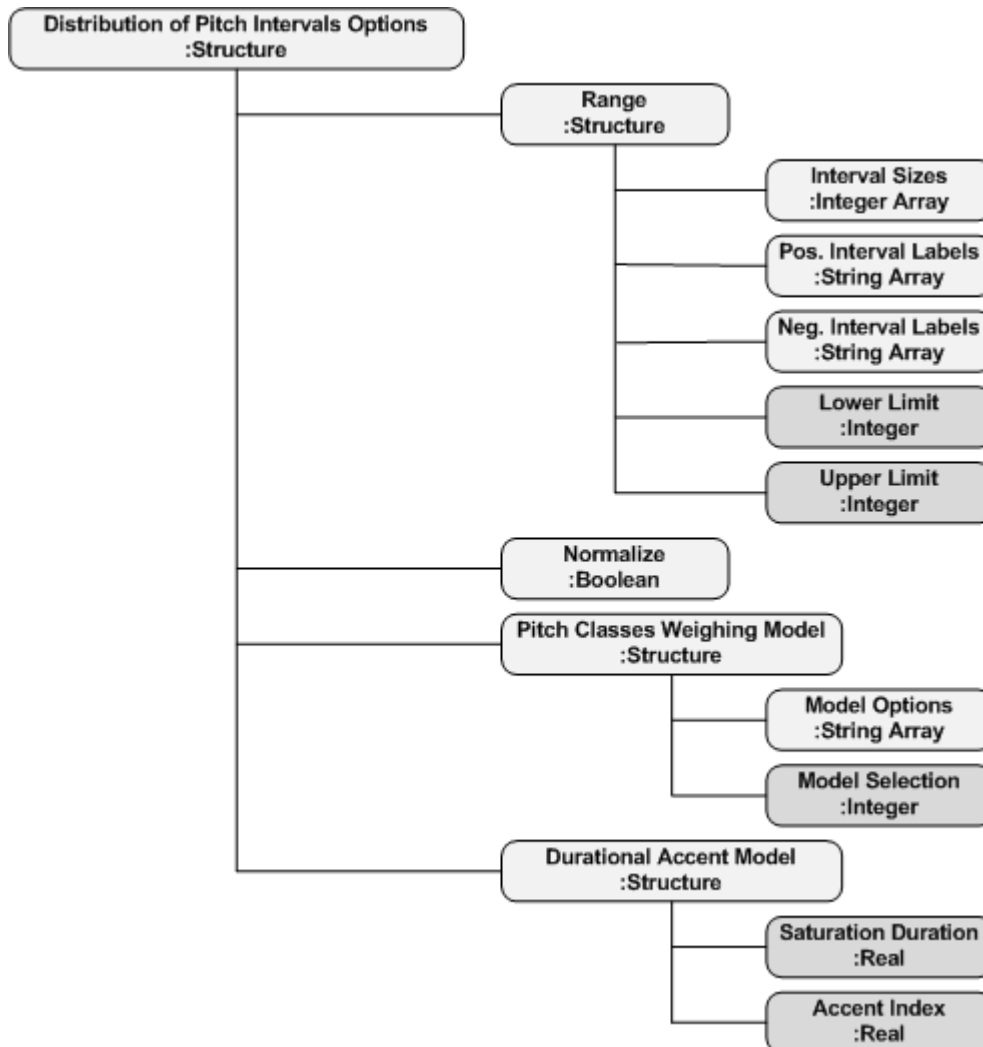 Distribution of Pitch Intervals Options
:Structure
Range
:Structure
Interval Sizes
:Integer Array
Pos. Interval Labels
:String Array
Neg. Interval Labels
:String Array
Lower Limit
:Integer
Upper Limit
:Integer
Normalize
:Boolean
Pitch Classes Weighing Model
:Structure
Model Options
:String Array
Model Selection
:Integer
Durational Accent Model
:Structure
Saturation Duration
:Real
Accent Index
:Real